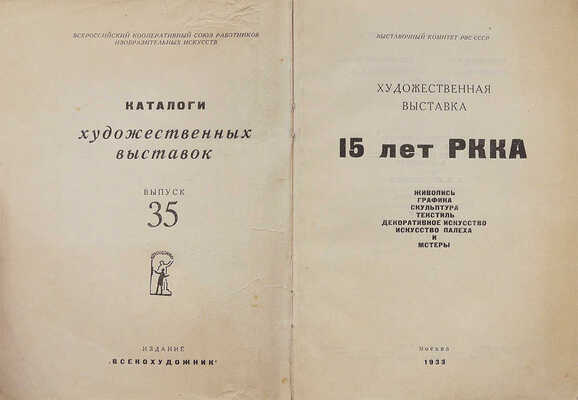 ВСЕРОССИЙСКИЙ КООПЕРАТИВНЫЙ СОЮЗ РАБОТНИКОВ
ИЗОБРАЗИТЕЛЬНЫХ ИСКУССТВ
КАТАЛОГИ
художественных
выставок
ВЫПУСК
35
ИЗДАНИЕ
„ВСЕКОХУДОЖНИК"
ВЫСТАВОЧНЫЙ КОМИТЕТ РВС СССР
ХУДОЖЕСТВЕННАЯ
ВЫСТАВКА
15 лет РККА
ЖИВОПИСЬ
ГРАФИКА
СКУЛЬПТУРА
ТЕКСТИЛЬ
ДЕКОРАТИВНОЕ ИСКУССТВО
ИСКУССТВО ПАЛЕХА
И
МСТЕРЫ
Москва
1933